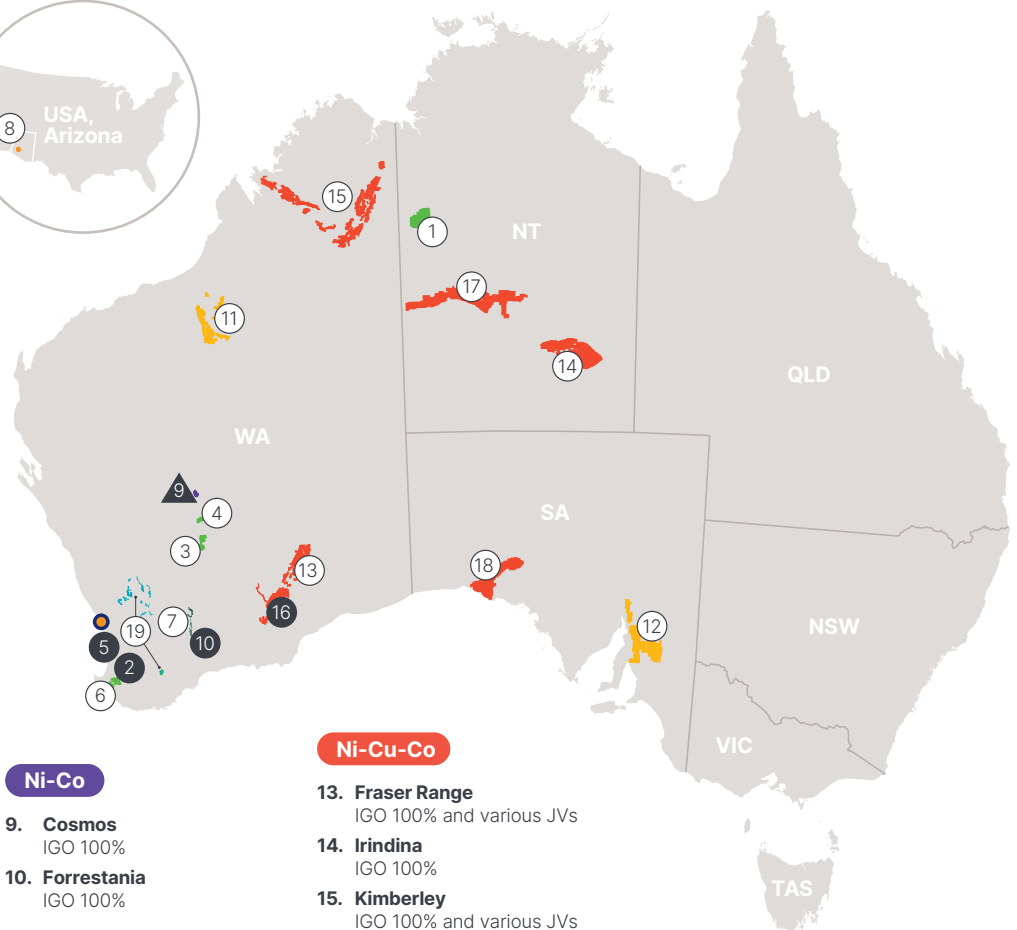 USA,
Arizona
8
15
1
NT
17
11
14
QLD
WA
9
4
SA
3
13
18
16
7
12
19
10
NSW
5
2
6
VIC
TAS
Ni-Co
9. Cosmos
IGO 100%
10. Forrestania
IGO 100%
Ni-Cu-Co
13. Fraser Range
IGO 100% and various JVs
14. Irindina
IGO 100%
15. Kimberley
IGO 100% and various JVs